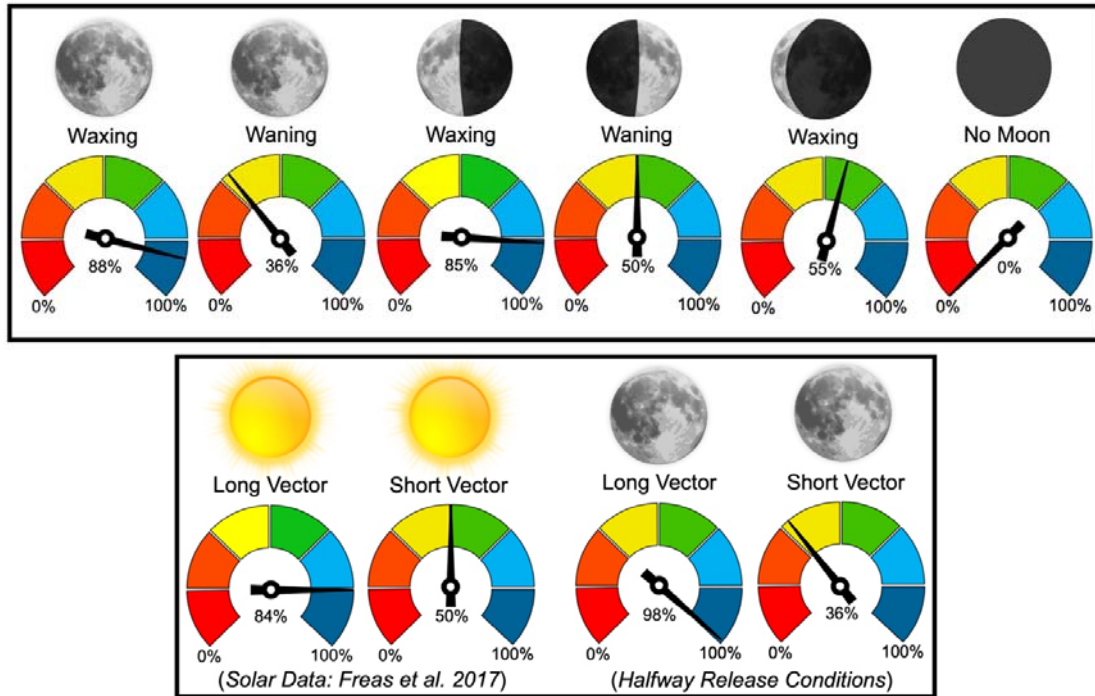 Waxing Waning Waxing Waning Waxing No Moon
88% 36% 85% 50% 55% 0%
0% 100% 0% 100% 0% 100% 0% 100% 0% 100% 0% 100%
Long Vector Short Vector Long Vector Short Vector
84% 50% 98% 36%
0% 100% 0% 100% 0% 100% 0% 100%
(Solar Data: Freas et al. 2017) (Halfway Release Conditions)